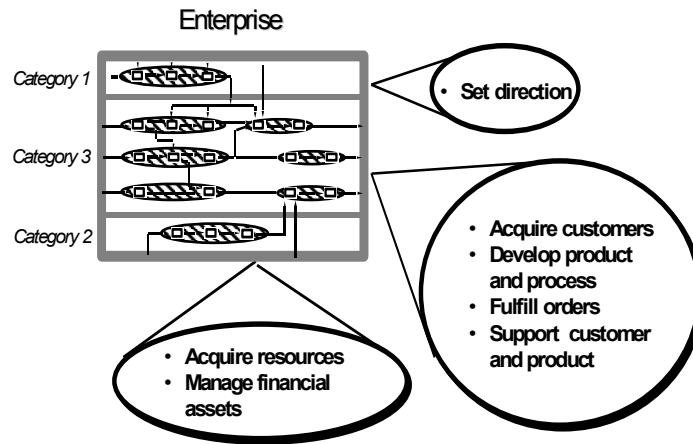 Enterprise
Category 1
• Set direction
Category 3
• Acquire customers
• Develop product
and process
• Fulfill orders
• Support customer
and product
Category 2
• Acquire resources
• Manage financial
assets